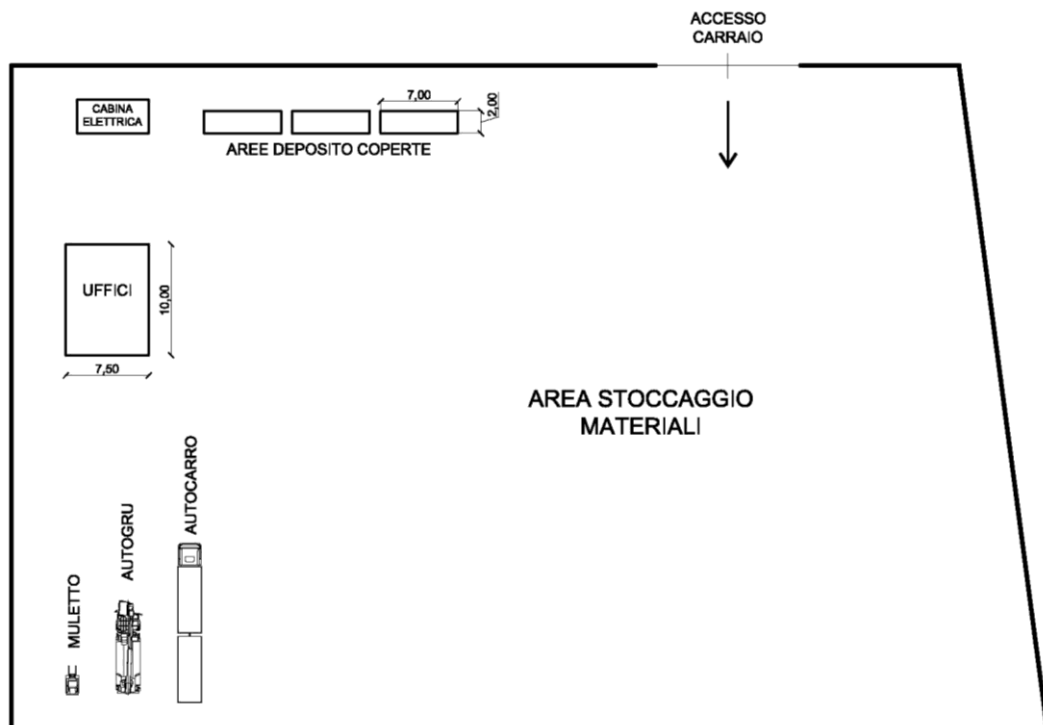 ACCESSO
CARRAIO
CABINA
ELETTRICA
7,00
2,00
AREE DEPOSITO COPERTE
UFFICI
10,00
7,50
AREA STOCCAGGIO
MATERIALI
AUTOCARRO
AUTOGRU
MULETTO